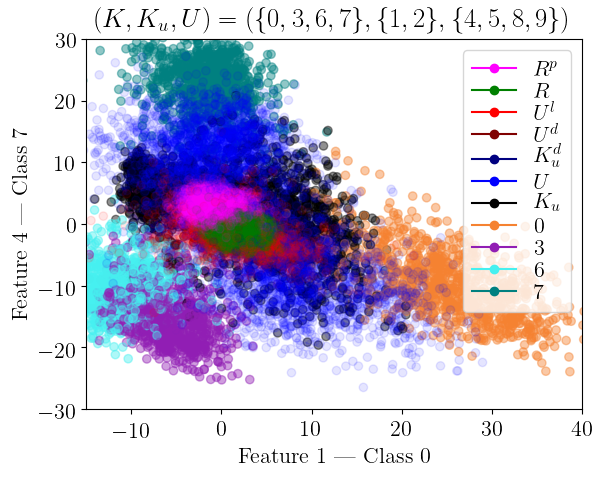 (K, K_u, U) = ({0, 3, 6, 7}, {1, 2}, {4, 5, 8, 9})
30
20
10
0
−10
−20
−30
Feature 4 — Class 7
R^p
R
U^l
U^d
K_u^d
U
K_u
0
3
6
7
−10
0
10
20
30
40
Feature 1 — Class 0